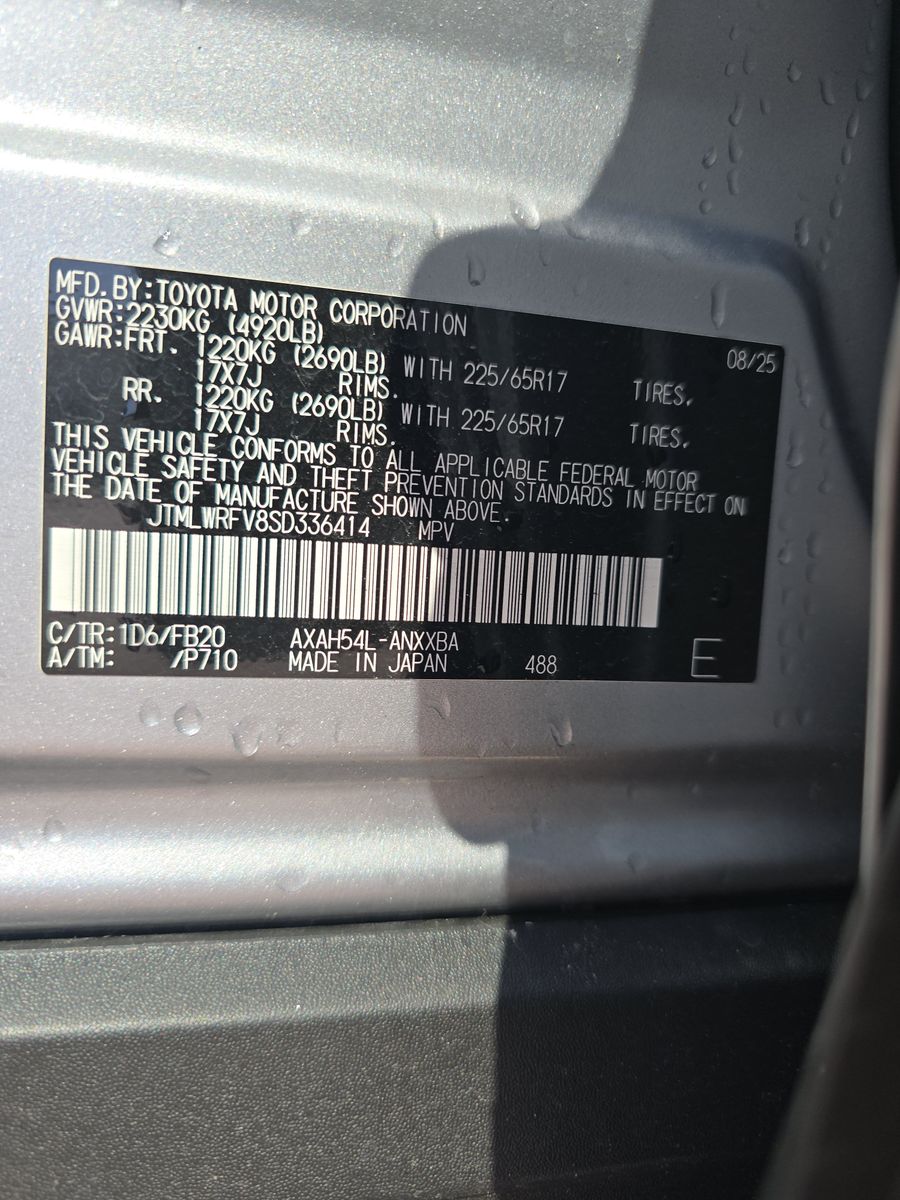 MFD. BY:TOYOTA MOTOR CORPORATION 08/25
GVWR:2230KG (4920LB)
GAWR:FRT. 1220KG (2690LB) WITH 225/65R17 TIRES,
17X7J RIMS.
RR. 1220KG (2690LB) WITH 225/65R17 TIRES,
17X7J RIMS.
THIS VEHICLE CONFORMS TO ALL APPLICABLE FEDERAL MOTOR
VEHICLE SAFETY AND THEFT PREVENTION STANDARDS IN EFFECT ON
THE DATE OF MANUFACTURE SHOWN ABOVE.
JTMLWRFV8SD336414 MPV
C/TR:1D6/FB20 AXAH54L-ANXXBA
A/TM: /P710 MADE IN JAPAN 488 E